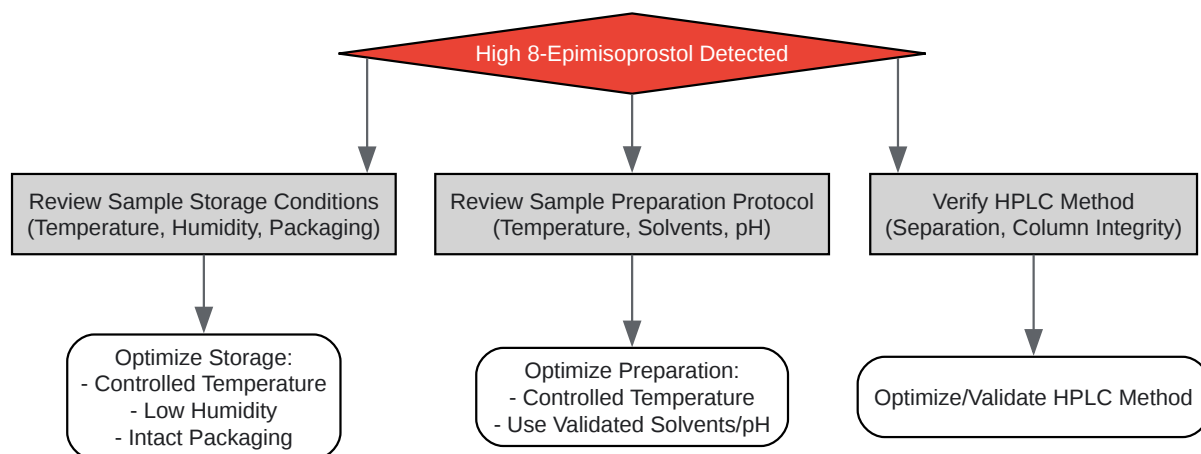 High 8-Epimisoprostol Detected
Review Sample Storage Conditions
(Temperature, Humidity, Packaging)
Review Sample Preparation Protocol
(Temperature, Solvents, pH)
Verify HPLC Method
(Separation, Column Integrity)
Optimize Storage:
- Controlled Temperature
- Low Humidity
- Intact Packaging
Optimize Preparation:
- Controlled Temperature
- Use Validated Solvents/pH
Optimize/Validate HPLC Method